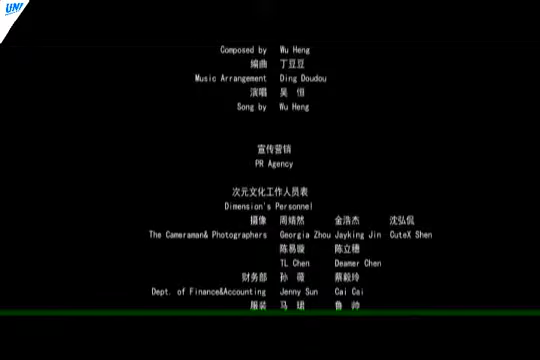 UNI
Composed by Wu Heng
编曲 丁豆豆
Music Arrangement Ding Doudou
演唱 吴 恒
Song by Wu Heng
宣传营销
PR Agency
次元文化工作人员表
Dimension's Personnel
摄像 周婧然 金浩杰 沈弘侃
The Cameraman& Photographers Georgia Zhou Jayking Jin CuteX Shen
陈易璇 陈立穗
TL Chen Deamer Chen
财务部 孙 薇 蔡毅玲
Dept. of Finance&Accounting Jenny Sun Cai Cai
服装 马 珺 鲁 帅